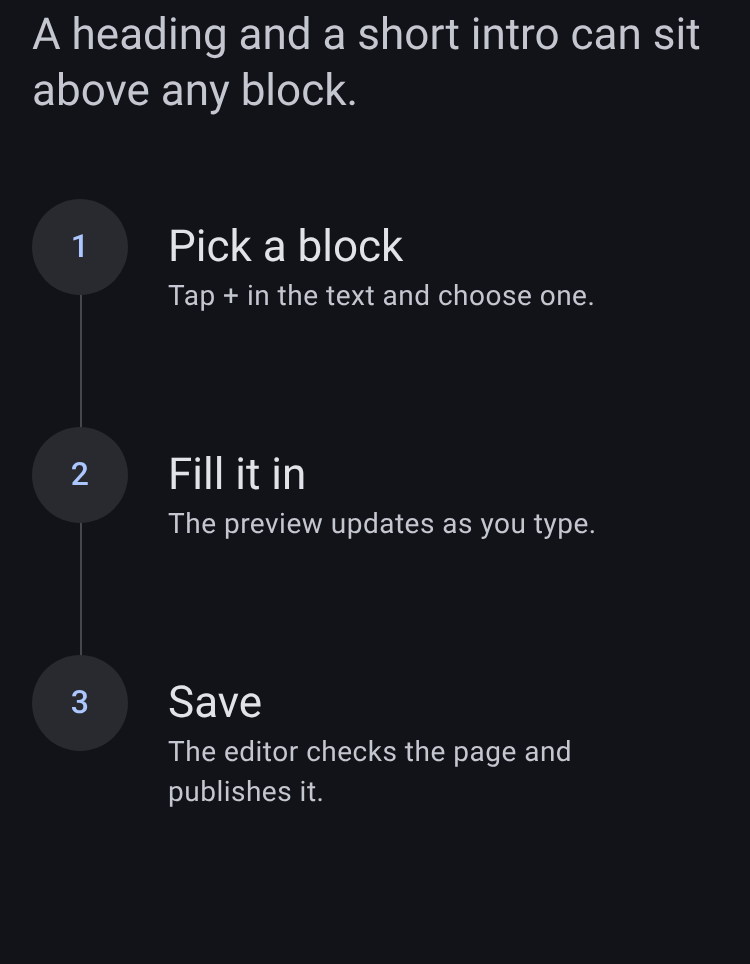 A heading and a short intro can sit
above any block.
1
Pick a block
Tap + in the text and choose one.
2
Fill it in
The preview updates as you type.
3
Save
The editor checks the page and
publishes it.